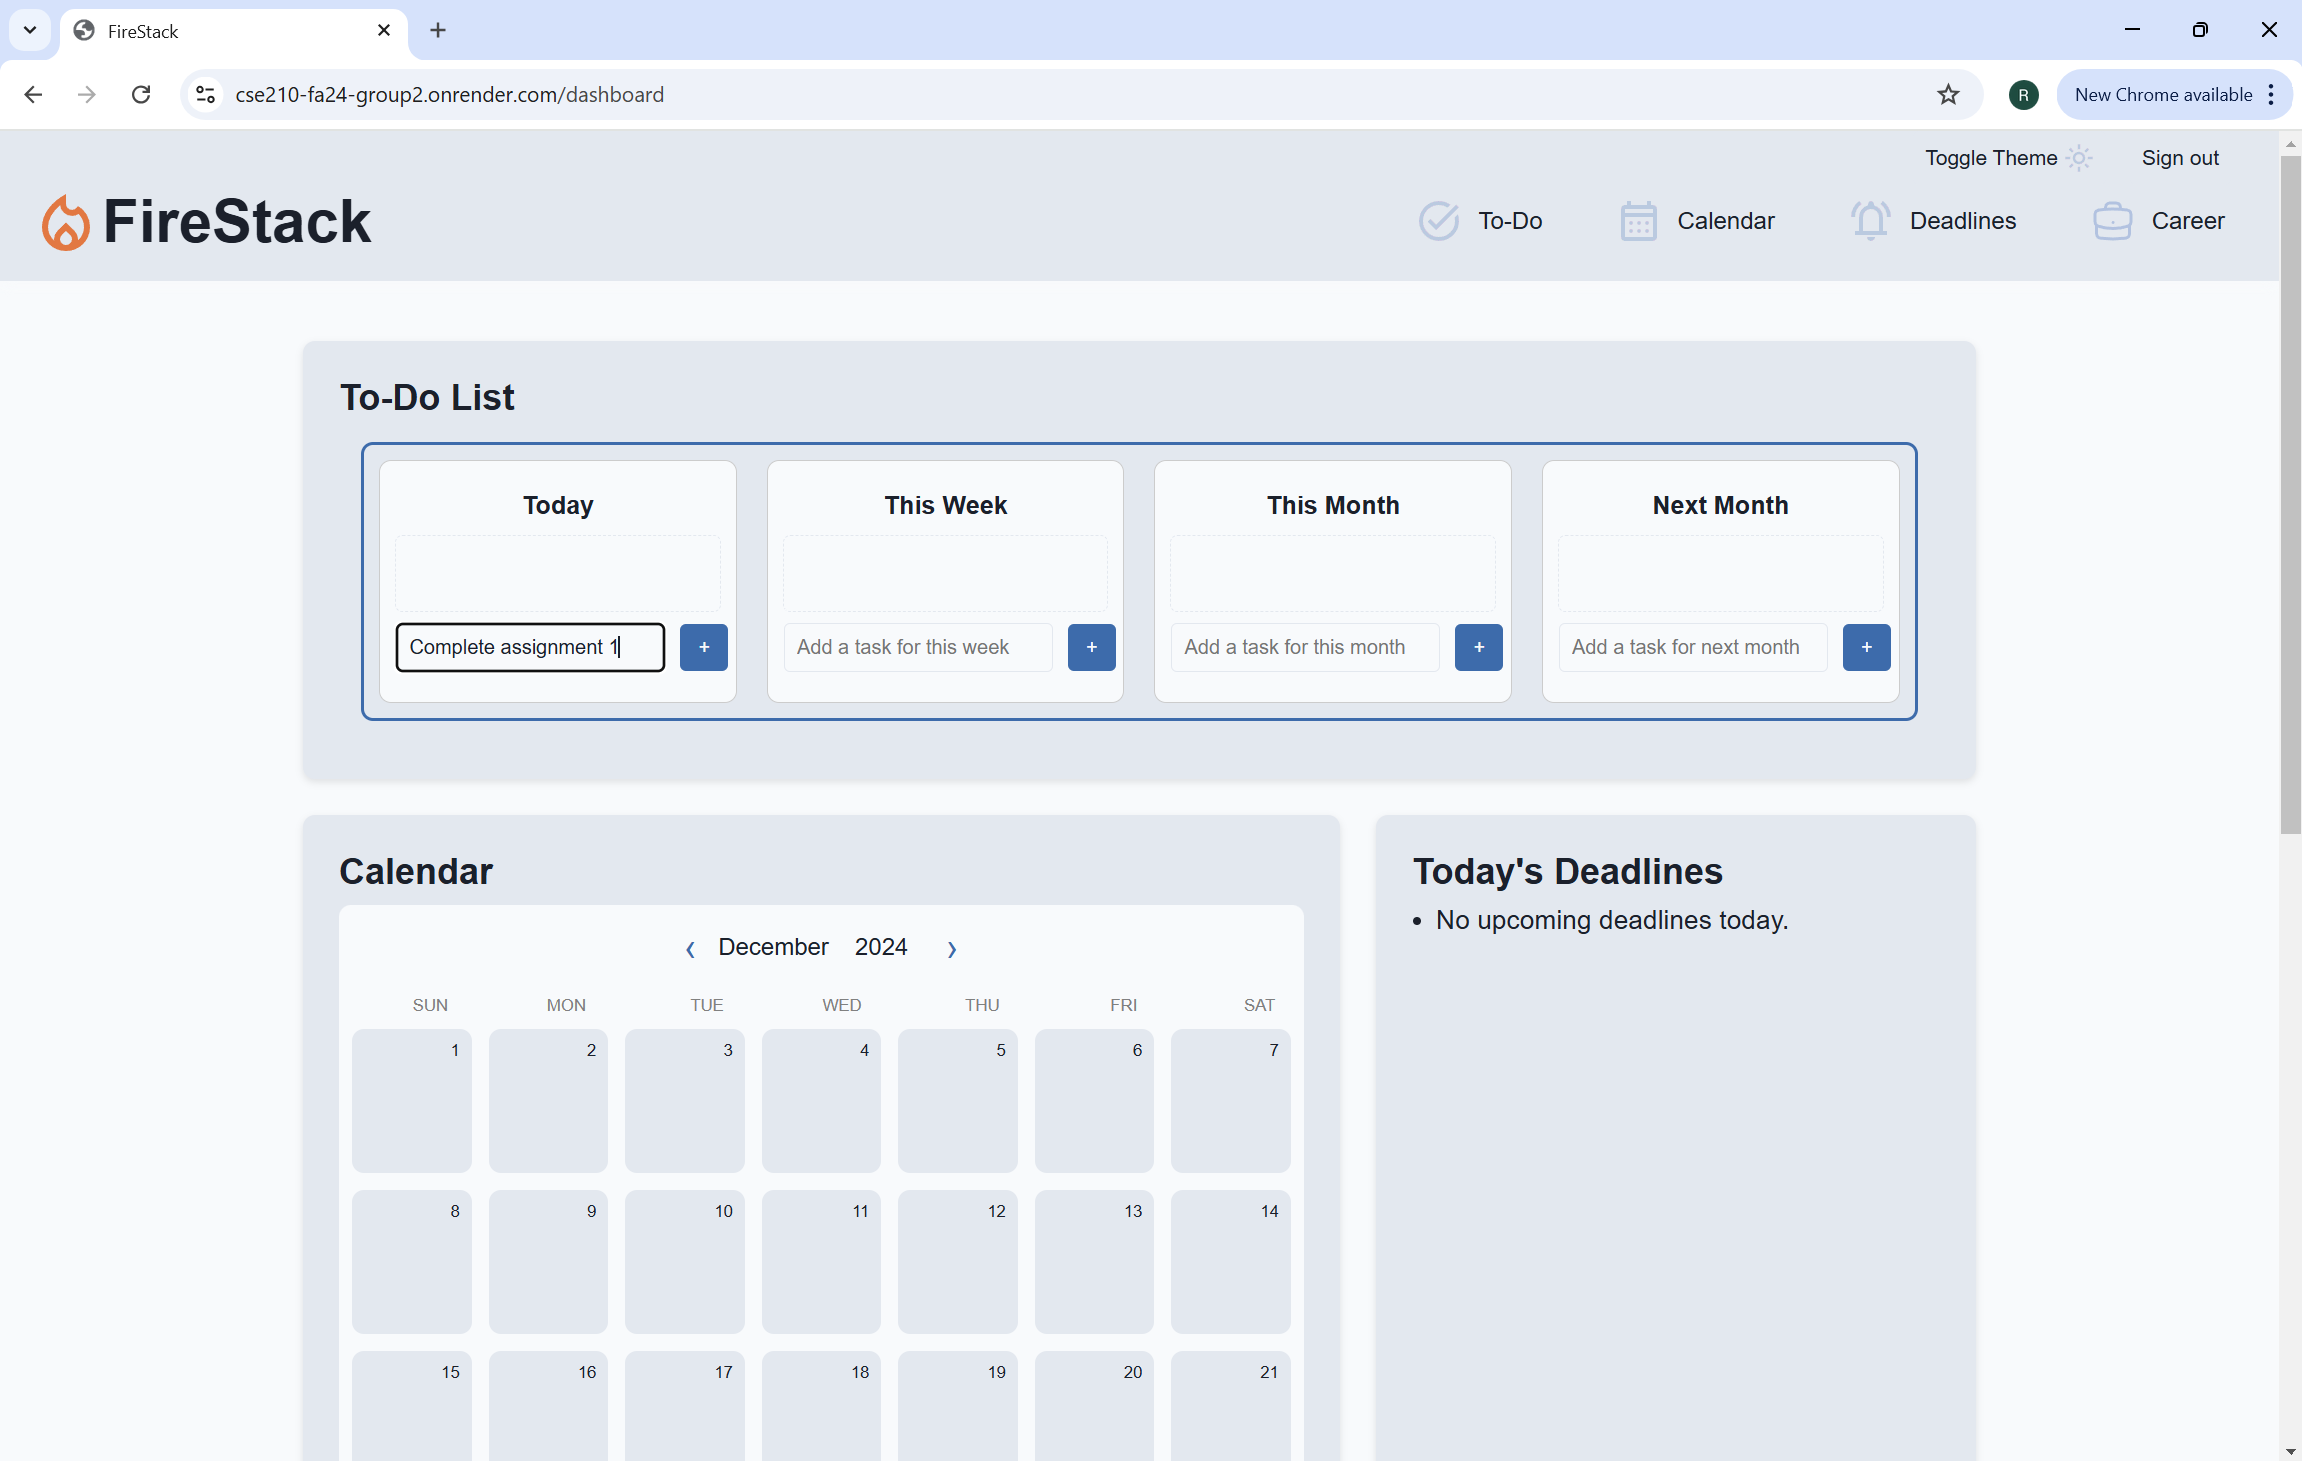 FireStack
cse210-fa24-group2.onrender.com/dashboard
R
New Chrome available
Toggle Theme
Sign out
FireStack
To-Do
Calendar
Deadlines
Career
To-Do List
Today
This Week
This Month
Next Month
Complete assignment 1
+
Add a task for this week
+
Add a task for this month
+
Add a task for next month
+
Calendar
‹ December 2024 ›
SUN MON TUE WED THU FRI SAT
1 2 3 4 5 6 7
8 9 10 11 12 13 14
15 16 17 18 19 20 21
Today's Deadlines
• No upcoming deadlines today.